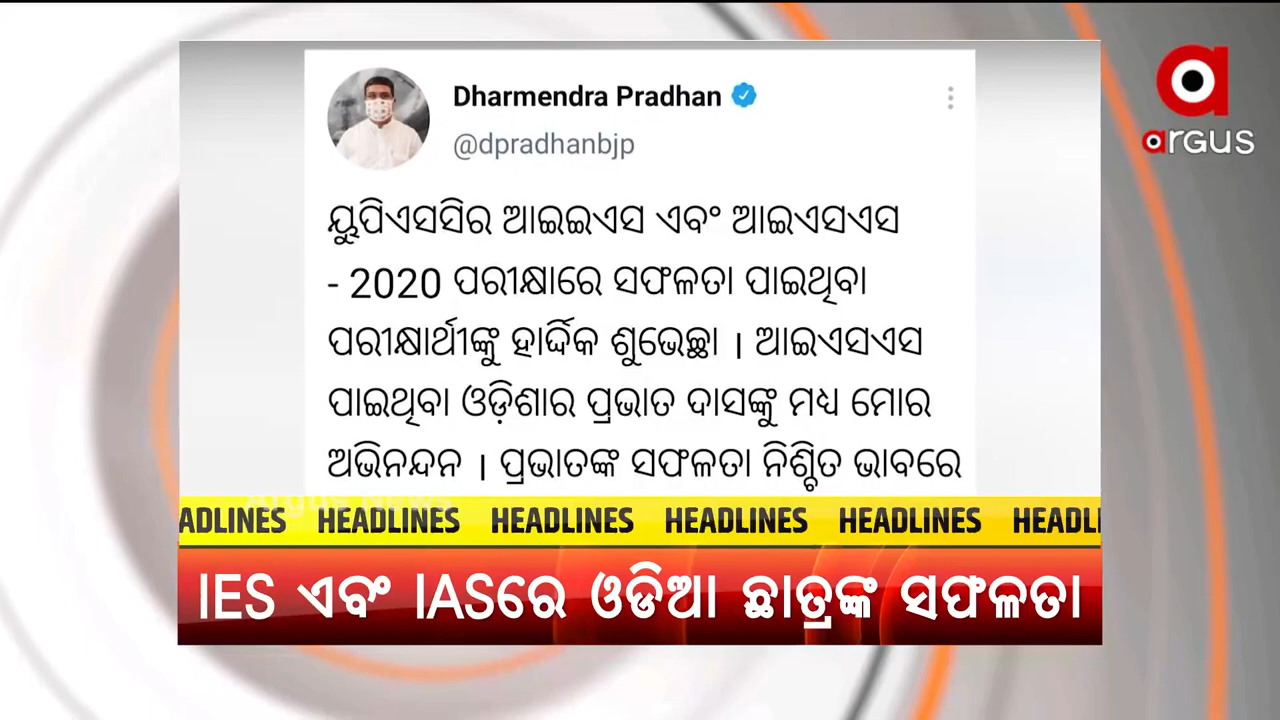 Dharmendra Pradhan
@dpradhanbjp
argus
ୟୁପିଏସସିର ଆଇଇଏସ ଏବଂ ଆଇଏସଏସ
- 2020 ପରୀକ୍ଷାରେ ସଫଳତା ପାଇଥିବା
ପରୀକ୍ଷାର୍ଥୀଙ୍କୁ ହାର୍ଦ୍ଦିକ ଶୁଭେଚ୍ଛା । ଆଇଏସଏସ
ପାଇଥିବା ଓଡ଼ିଶାର ପ୍ରଭାତ ଦାସଙ୍କୁ ମଧ୍ୟ ମୋର
ଅଭିନନ୍ଦନ । ପ୍ରଭାତଙ୍କ ସଫଳତା ନିଶ୍ଚିତ ଭାବରେ
Argus News
ADLINES HEADLINES HEADLINES HEADLINES HEADLINES HEADLI
IES ଏବଂ IASରେ ଓଡିଆ ଛାତ୍ରଙ୍କ ସଫଳତା